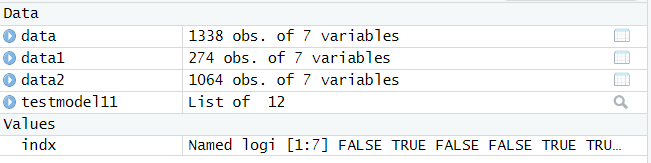 Data
data 1338 obs. of 7 variables
data1 274 obs. of 7 variables
data2 1064 obs. of 7 variables
testmodel11 List of  12
Values
indx Named logi [1:7] FALSE TRUE FALSE FALSE TRUE TRU…